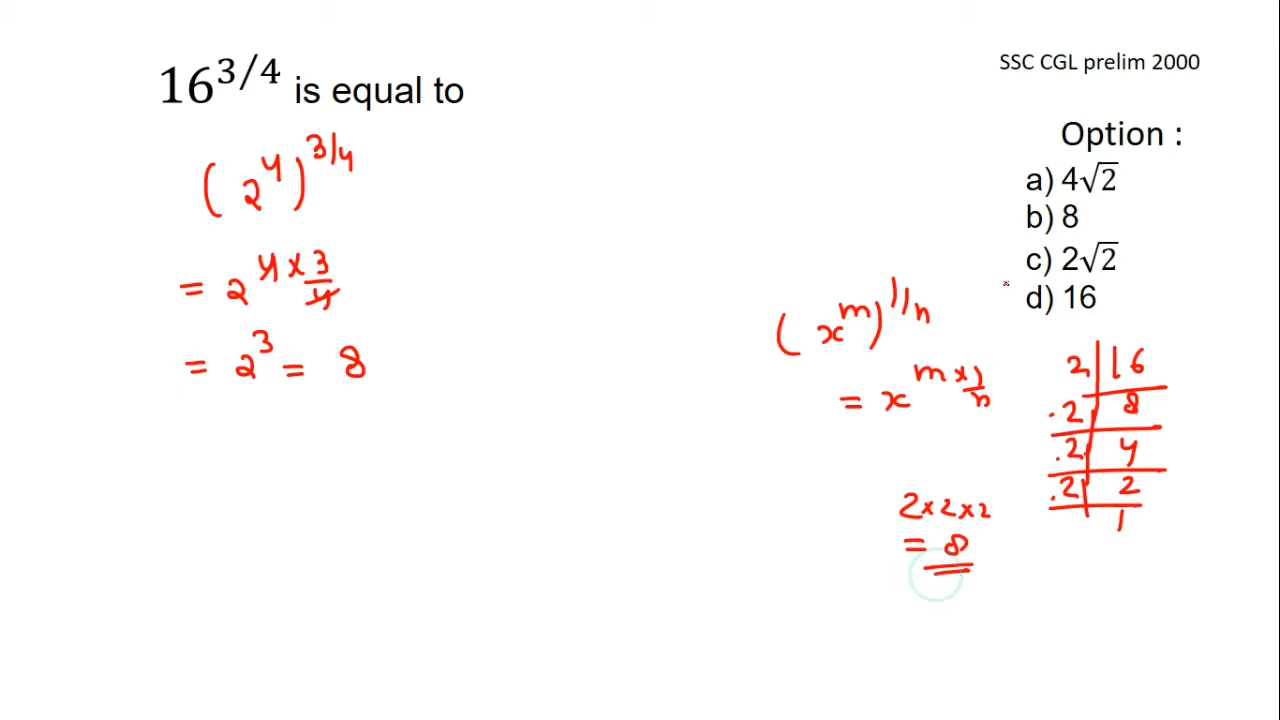 16^{3/4} is equal to
SSC CGL prelim 2000
Option :
a) 4√2
b) 8
c) 2√2
d) 16
(2^4)^{3/4}
= 2^{4 × 3/4}
= 2^3 = 8
(x^m)^{1/n}
= x^{m × 1/n}
2 | 16
.2 | 8
.2 | 4
.2 | 2
1
2 × 2 × 2
= 8